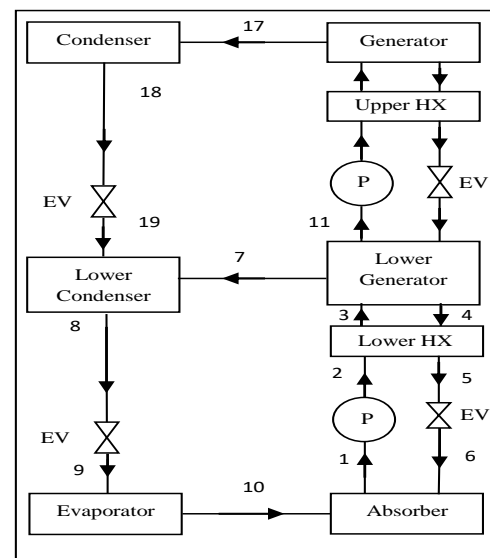 17
Condenser
Generator
18
Upper HX
P
EV
EV
19
11
7
Lower
Condenser
Lower
Generator
8
3
4
Lower HX
2
5
P
EV
EV
9
1
6
10
Evaporator
Absorber